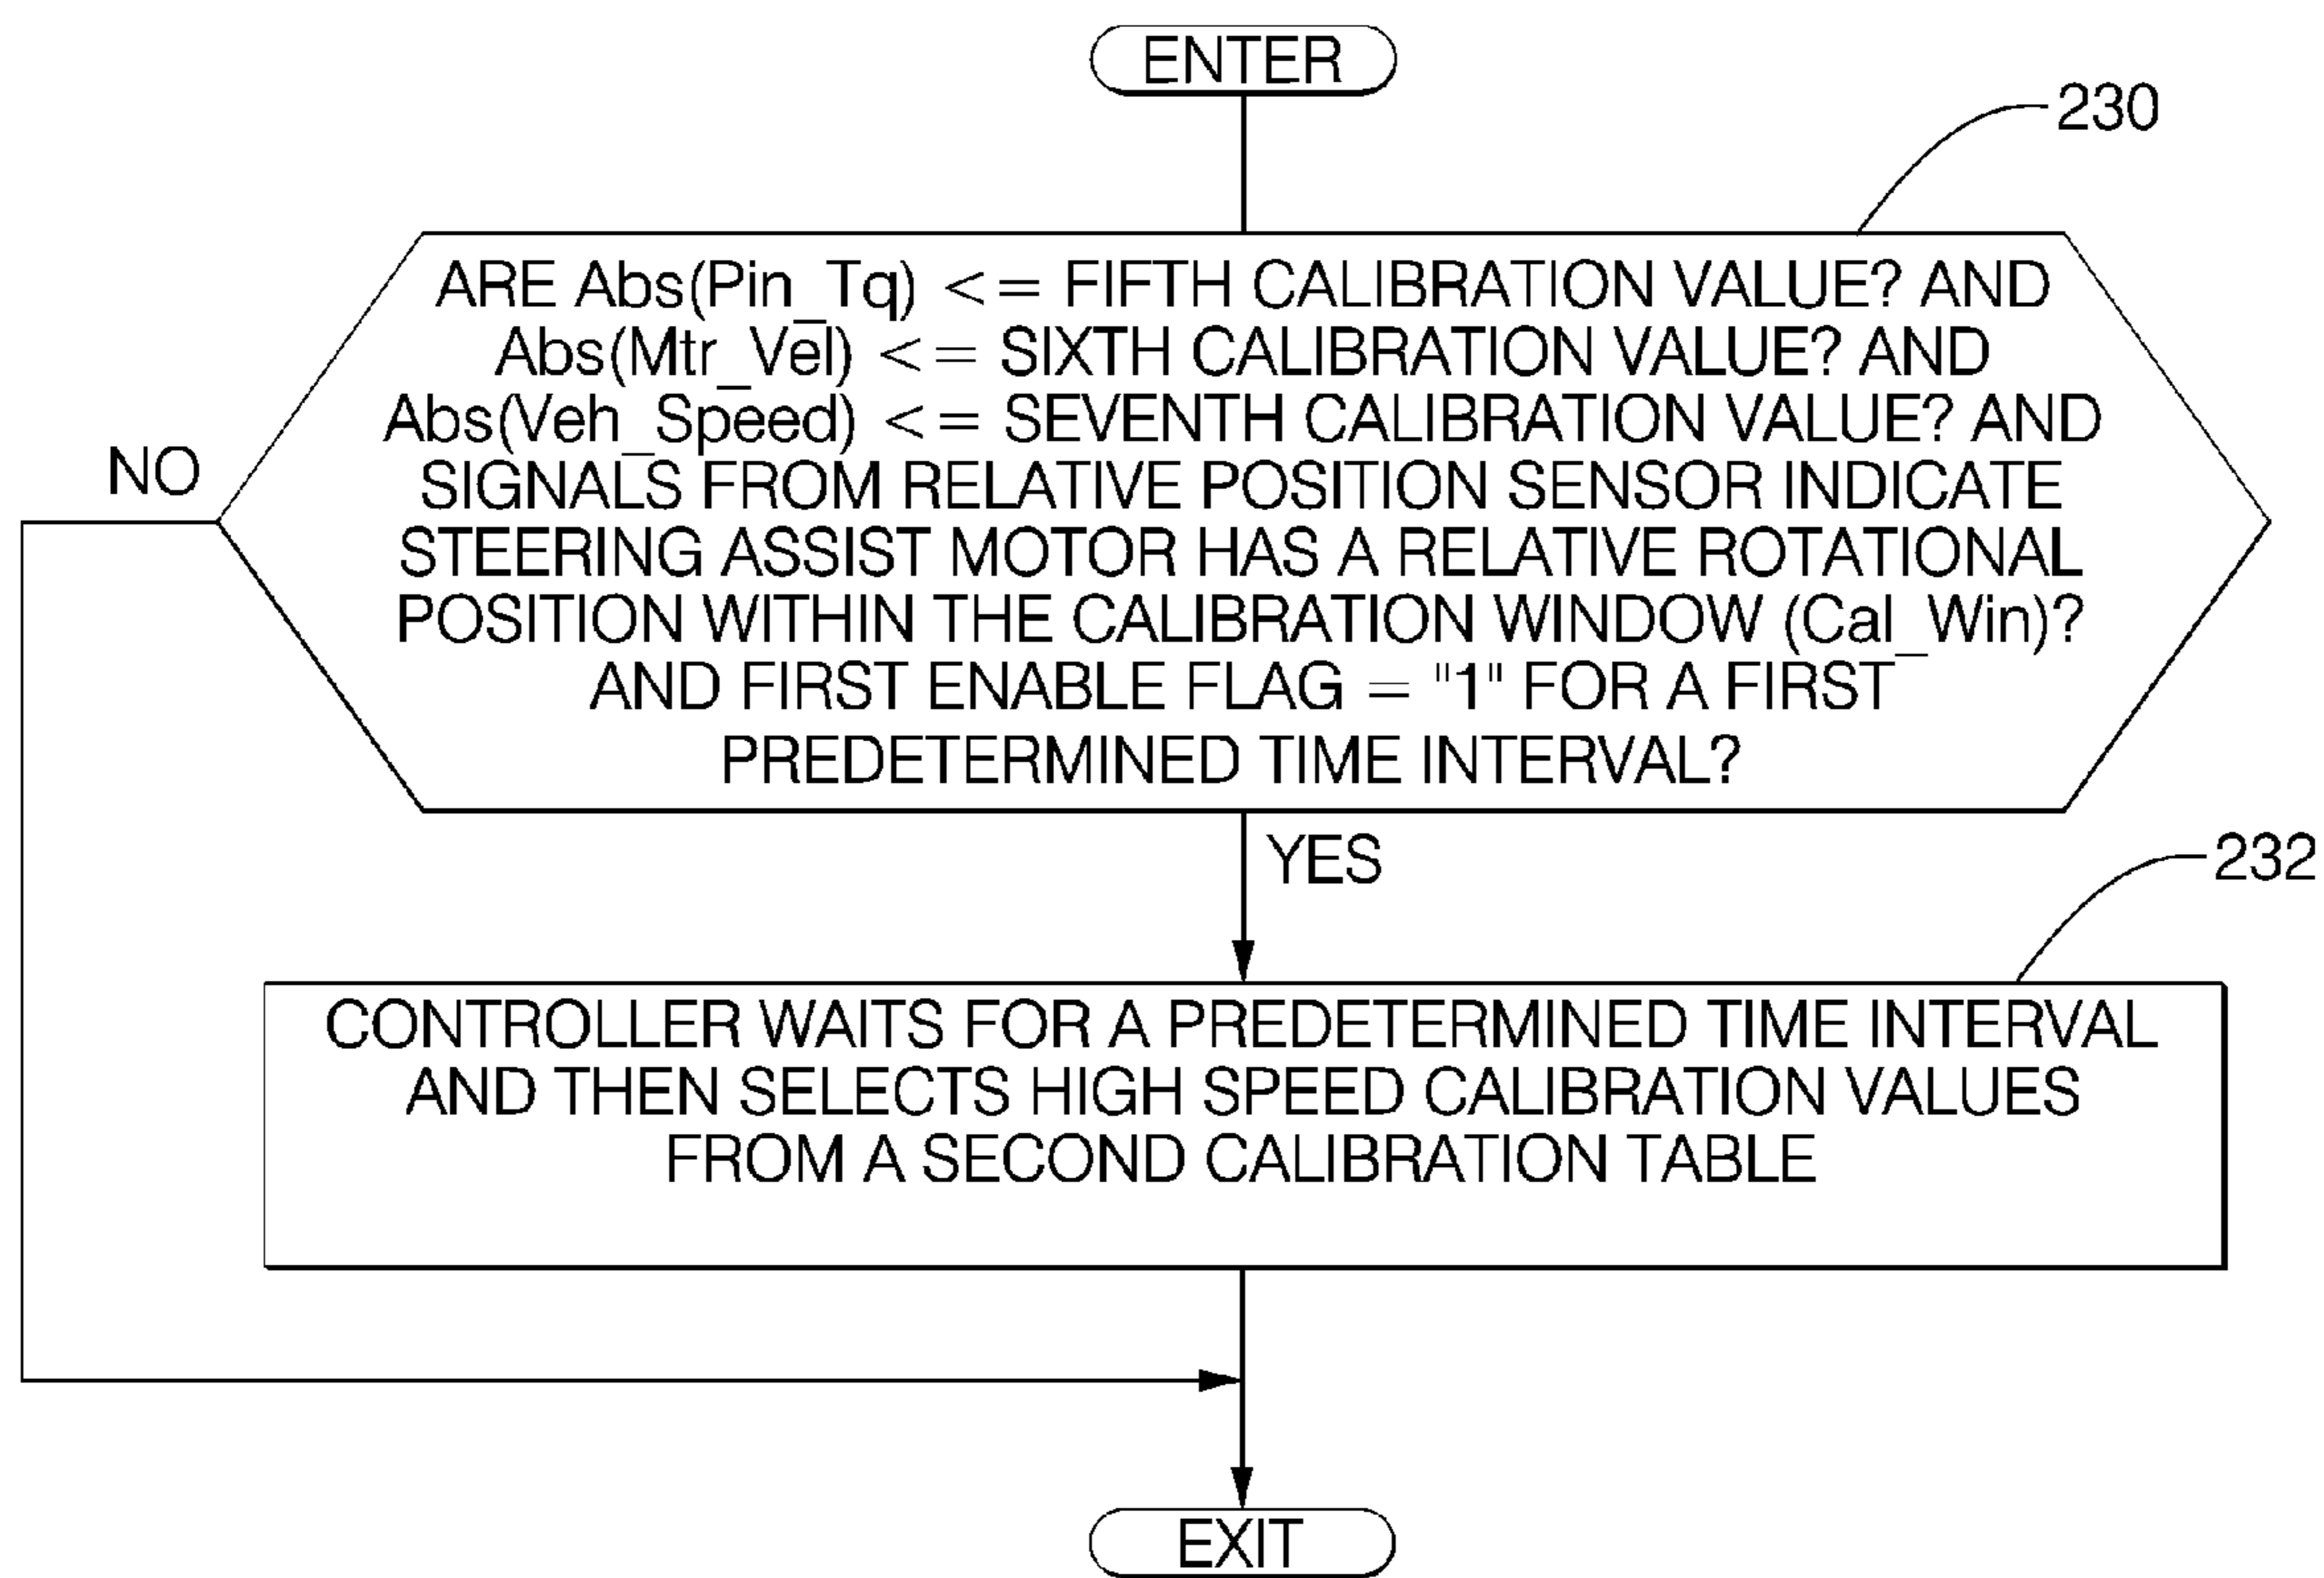 ENTER
230
ARE Abs(Pin_Tq) <= FIFTH CALIBRATION VALUE? AND
Abs(Mtr_Vel) <= SIXTH CALIBRATION VALUE? AND
Abs(Veh_Speed) <= SEVENTH CALIBRATION VALUE? AND
SIGNALS FROM RELATIVE POSITION SENSOR INDICATE
STEERING ASSIST MOTOR HAS A RELATIVE ROTATIONAL
POSITION WITHIN THE CALIBRATION WINDOW (Cal_Win)?
AND FIRST ENABLE FLAG = "1" FOR A FIRST
PREDETERMINED TIME INTERVAL?
NO
YES
232
CONTROLLER WAITS FOR A PREDETERMINED TIME INTERVAL
AND THEN SELECTS HIGH SPEED CALIBRATION VALUES
FROM A SECOND CALIBRATION TABLE
EXIT